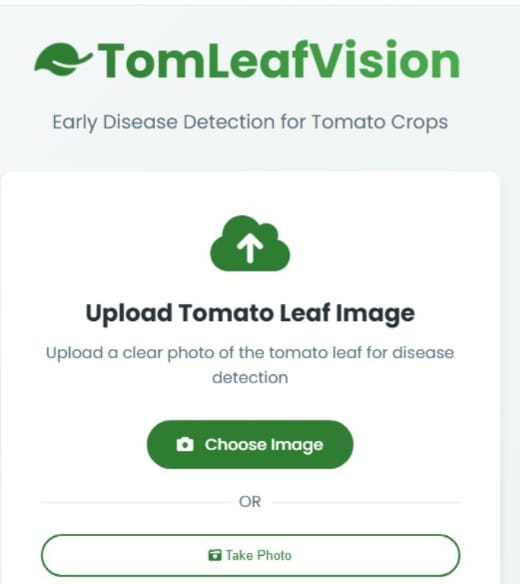 TomLeafVision
Early Disease Detection for Tomato Crops
Upload Tomato Leaf Image
Upload a clear photo of the tomato leaf for disease
detection
Choose Image
OR
Take Photo